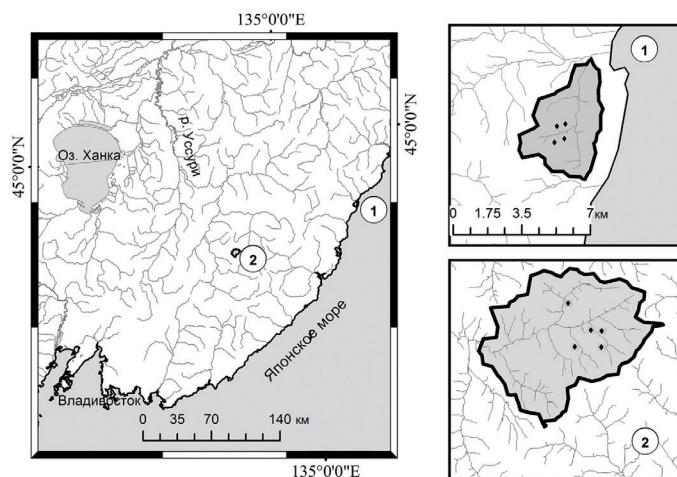 135°0'0"E
45°0'0"N
45°0'0"N
Оз. Ханка
р. Уссури
1
2
Японское море
Владивосток
0 35 70 140 км
135°0'0"E
1
0 1.75 3.5 7 км
2